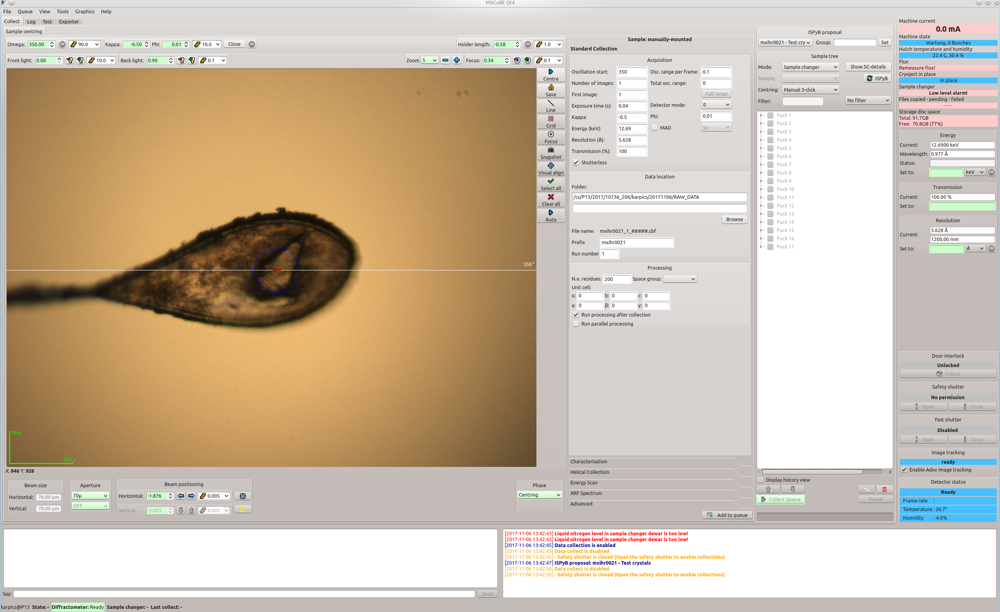 MXCuBE Qt4
File Queue View Tools Graphics Help
Collect Log Test Exporter
Sample centring
Omega: 350.00 STOP 90.0 Kappa: -0.50 Phi: 0.01 10.0 Close STOP Holder length: -0.58 STOP 1.0
Front light: 0.00 10.0 Back light: 0.90 0.1 Zoom 5 Focus: 0.34 0.1
Centre
Save
Line
Grid
Focus
Snapshot
Visual align
Select all
Clear all
Auto
350 °
50 µ
100 µ
X: 846 Y: 928
Beam size
Horizontal: 70.00 µm
Vertical: 70.00 µm
Aperture
70µ
OFF
Beam positioning
Horizontal: -1.876 0.005
Vertical: -2.603 0.005
Phase
Centring
Sample: manually-mounted
Standard Collection
Acquisition
Oscillation start: 350 Osc. range per frame: 0.1
Number of images: 1 Total osc. range: 0
First image: 1 Full range
Exposure time (s): 0.04 Detector mode: 0
Kappa: -0.5 Phi: 0.01
Energy (keV): 12.69 MAD ip: -
Resolution (Å): 5.628
Transmission (%): 100
Shutterless
Data location
Folder:
/cs/P13/2017/10736_206/karpics/20171106/RAW_DATA
Browse
File name: mxihr0021_1_#####.cbf
Prefix mxihr0021
Run number 1
Processing
N.o. residues: 200 Space group:
Unit cell:
α: 0 b: 0 c: 0
a: 0 β: 0 γ: 0
Run processing after collection
Run parallel processing
Characterisation
Helical Collection
Energy Scan
XRF Spectrum
Advanced
Add to queue
ISPyB proposal
mxihr0021 - Test cry Group: Set
Sample tree
Mode: Sample changer Show SC-details
Sample: ISPyB
Centring: Manual 3-click
Filter: No filter
Puck 1
Puck 2
Puck 3
Puck 4
Puck 5
Puck 6
Puck 7
Puck 8
Puck 9
Puck 10
Puck 11
Puck 12
Puck 13
Puck 14
Puck 15
Puck 16
Puck 17
Display history view
Collect Queue Pause
Machine current
0.0 mA
Machine state
Wartung, 0 Bunches
Hutch temperature and humidity
22.4 C, 30.4 %
Flux
Remeasure flux!
Cryoject in place
In place
Sample changer
Low level alarm!
Files copied - pending - failed
- - -
Storage disc space
Total: 91.7GB
Free: 70.8GB (77%)
Energy
Current: 12.6900 keV
Wavelength: 0.977 Å
Status:
Set to: keV STOP
Transmission
Current: 100.00 %
Set to:
Resolution
Current: 5.628 Å
1200.00 mm
Set to: Å STOP
Door interlock
Unlocked
Unlock
Safety shutter
No permission
Open Close
Fast shutter
Disabled
Open Close
Image tracking
ready
Enable Adxv image tracking
Detector status
Ready
Frame rate :
Temperature : 26.7°
Humidity : 4.0%
[2017-11-06 13:42:43] Liquid nitrogen level in sample changer dewar is too low!
[2017-11-06 13:42:43] Liquid nitrogen level in sample changer dewar is too low!
[2017-11-06 13:42:45] Data collection is enabled
[2017-11-06 13:42:45] Data collect is disabled
[2017-11-06 13:42:45] - Safety shutter is closed (Open the safety shutter to enable collections)
[2017-11-06 13:42:47] ISPyB proposal: mxihr0021 - Test crystals
[2017-11-06 13:42:50] Data collect is disabled
[2017-11-06 13:42:50] - Safety shutter is closed (Open the safety shutter to enable collections)
Say: Send
karpics@P13 State: - Diffractometer: Ready Sample changer: - Last collect: -